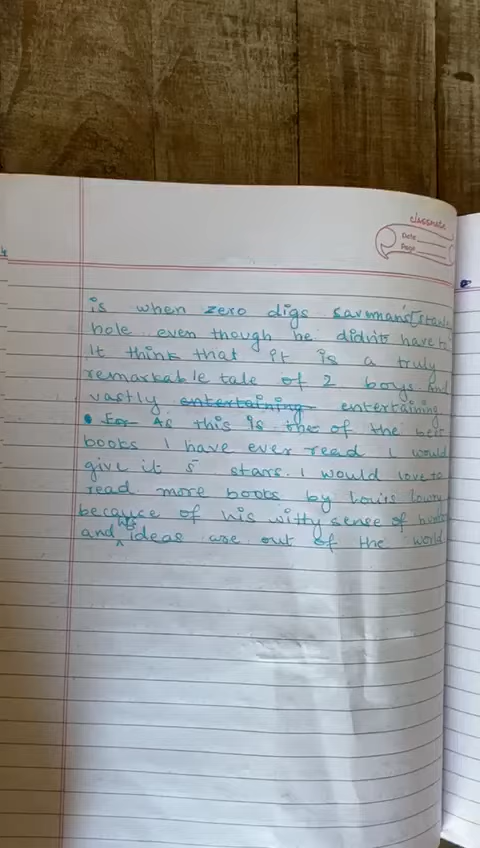 classmate
Date
Page
is when zero digs
hole even though he didn't have to
It think that it is a truly
remarkable tale of 2 boys and
vastly entertaining entertaining
For As this is the of the best
books I have ever read I would
give it 5 stars. I would love to
read more books by Louis Lowry
because of his witty sense of
and his ideas are out of the world